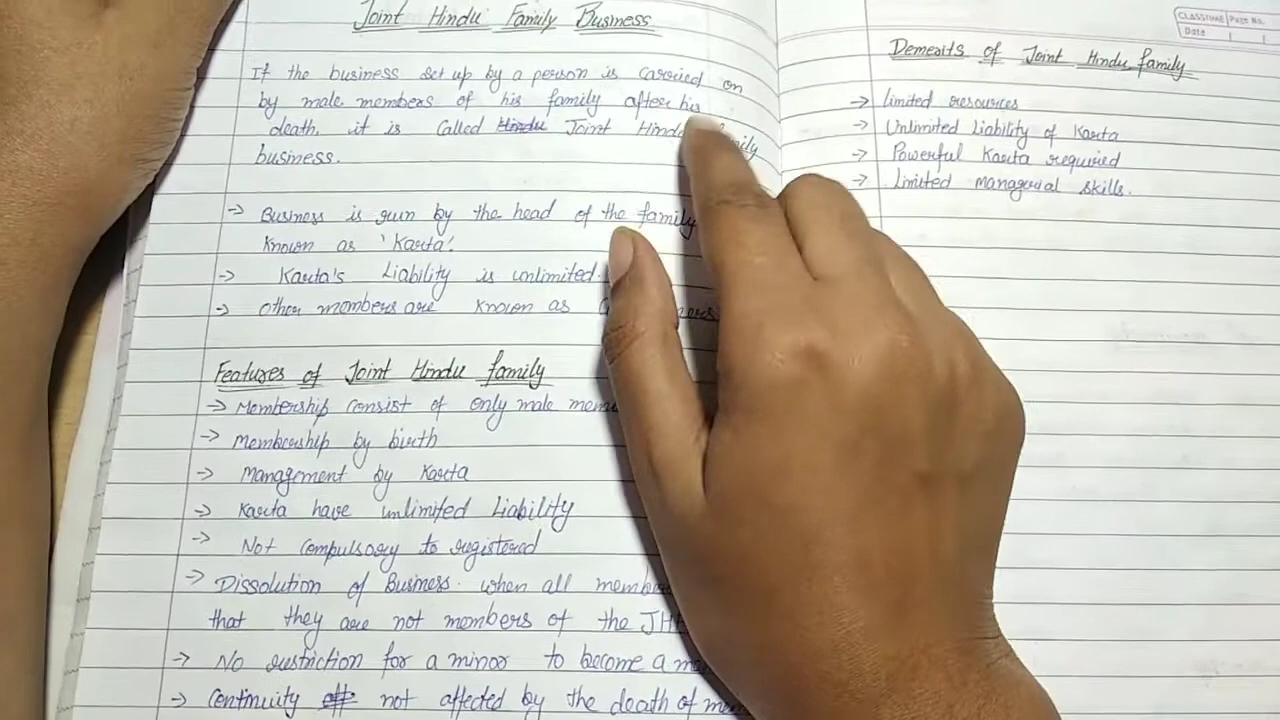 Joint Hindu Family Business
If the business set up by a person is carried on
by male members of his family after his
death. it is called Hindu Joint
business.
→ Business is run by the head of the family
known as 'Karta'.
→ Karta's Liability is unlimited.
→ other members are known as
Features of Joint Hindu family
→ Membership consist of only male
→ Membership by birth
→ Management by Karta
→ Karta have unlimited Liability
→ Not compulsory to registered
→ Dissolution of Business. when all
that they are not members of the
→ No restriction for a minor to become a
→ Continuity not affected by the death of
CLASSTIME Page No.
Date
Demerits of Joint Hindu family
→ Limited resources
→ Unlimited Liability of Karta
→ Powerful Karta required
→ Limited managerial skills.